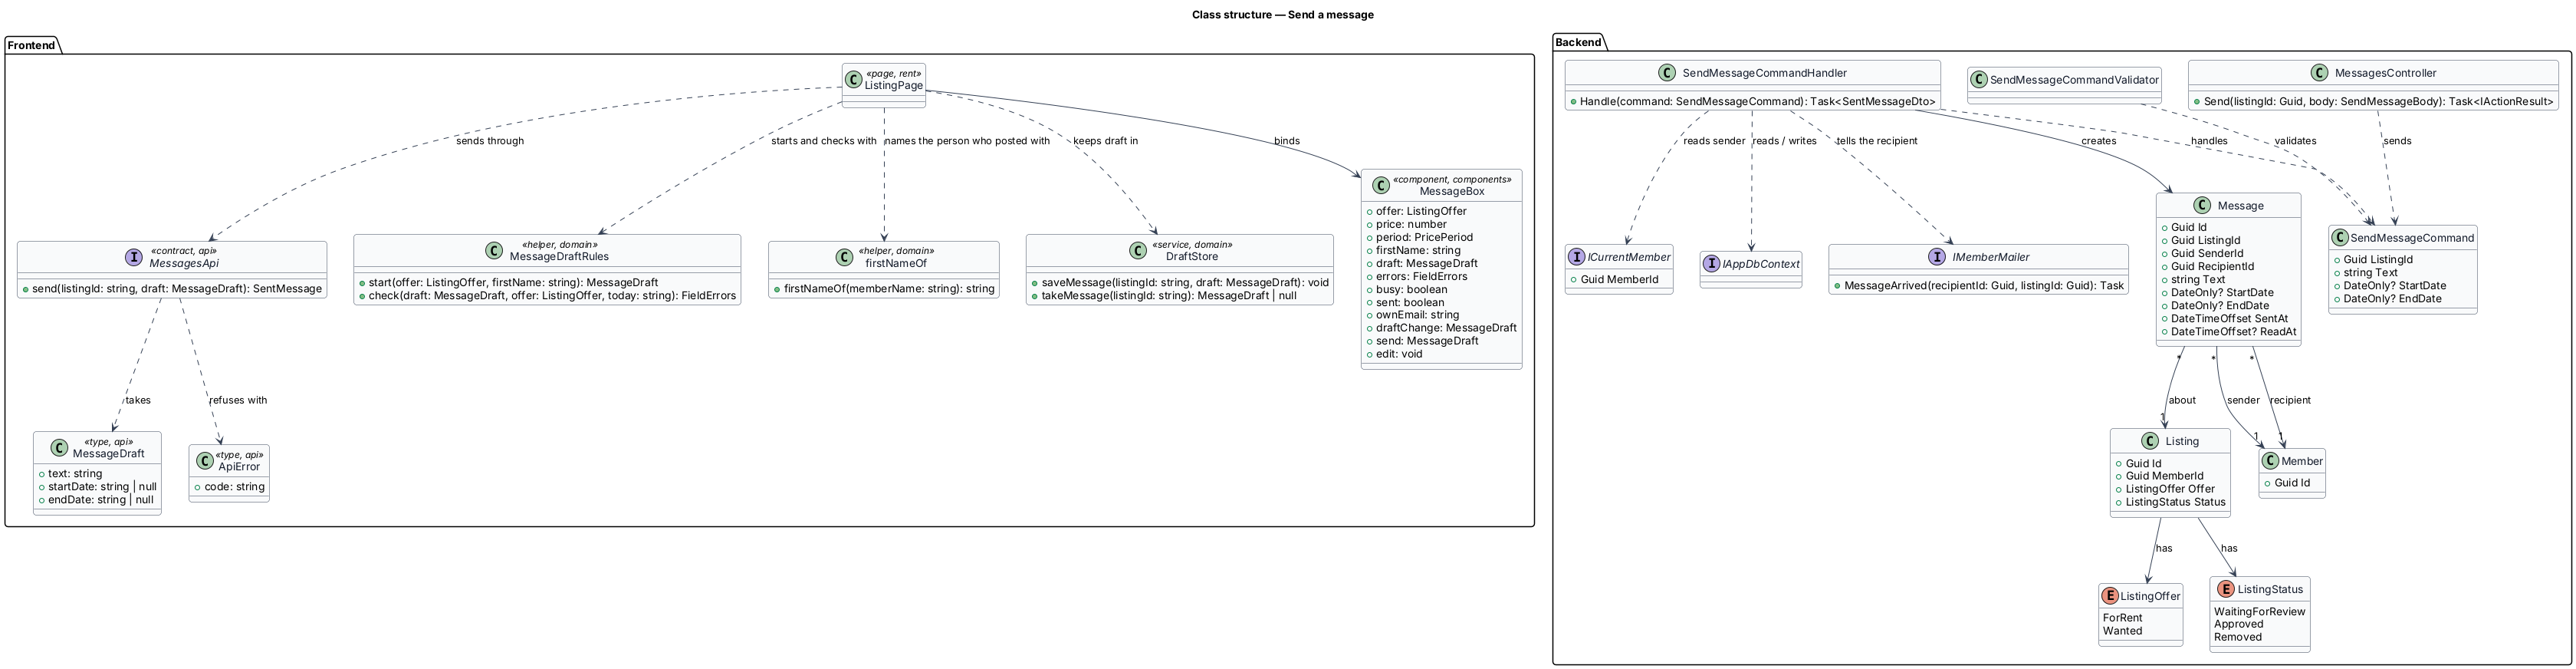 Class structure — Send a message
Frontend
«page, rent»
ListingPage
sends through
starts and checks with
names the person who posted with
keeps draft in
binds
«contract, api»
MessagesApi
send(listingId: string, draft: MessageDraft): SentMessage
«helper, domain»
MessageDraftRules
start(offer: ListingOffer, firstName: string): MessageDraft
check(draft: MessageDraft, offer: ListingOffer, today: string): FieldErrors
«helper, domain»
firstNameOf
firstNameOf(memberName: string): string
«service, domain»
DraftStore
saveMessage(listingId: string, draft: MessageDraft): void
takeMessage(listingId: string): MessageDraft | null
«component, components»
MessageBox
offer: ListingOffer
price: number
period: PricePeriod
firstName: string
draft: MessageDraft
errors: FieldErrors
busy: boolean
sent: boolean
ownEmail: string
draftChange: MessageDraft
send: MessageDraft
edit: void
takes
refuses with
«type, api»
MessageDraft
text: string
startDate: string | null
endDate: string | null
«type, api»
ApiError
code: string
Backend
SendMessageCommandHandler
Handle(command: SendMessageCommand): Task<SentMessageDto>
SendMessageCommandValidator
MessagesController
Send(listingId: Guid, body: SendMessageBody): Task<IActionResult>
reads sender
reads / writes
tells the recipient
creates
handles
validates
sends
ICurrentMember
Guid MemberId
IAppDbContext
IMemberMailer
MessageArrived(recipientId: Guid, listingId: Guid): Task
Message
Guid Id
Guid ListingId
Guid SenderId
Guid RecipientId
string Text
DateOnly? StartDate
DateOnly? EndDate
DateTimeOffset SentAt
DateTimeOffset? ReadAt
SendMessageCommand
Guid ListingId
string Text
DateOnly? StartDate
DateOnly? EndDate
*
*
*
about
sender
recipient
1
1
1
Listing
Guid Id
Guid MemberId
ListingOffer Offer
ListingStatus Status
Member
Guid Id
has
has
ListingOffer
ForRent
Wanted
ListingStatus
WaitingForReview
Approved
Removed